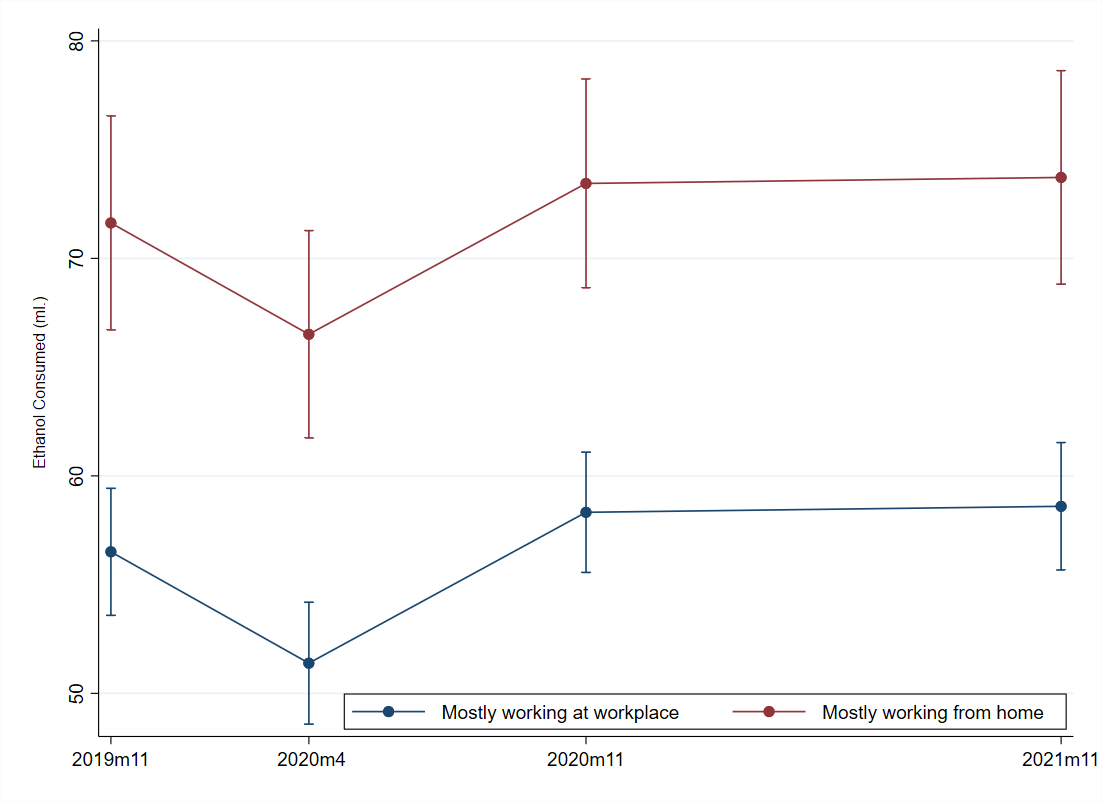 80
70
60
50
Ethanol Consumed (ml.)
Mostly working at workplace
Mostly working from home
2019m11
2020m4
2020m11
2021m11